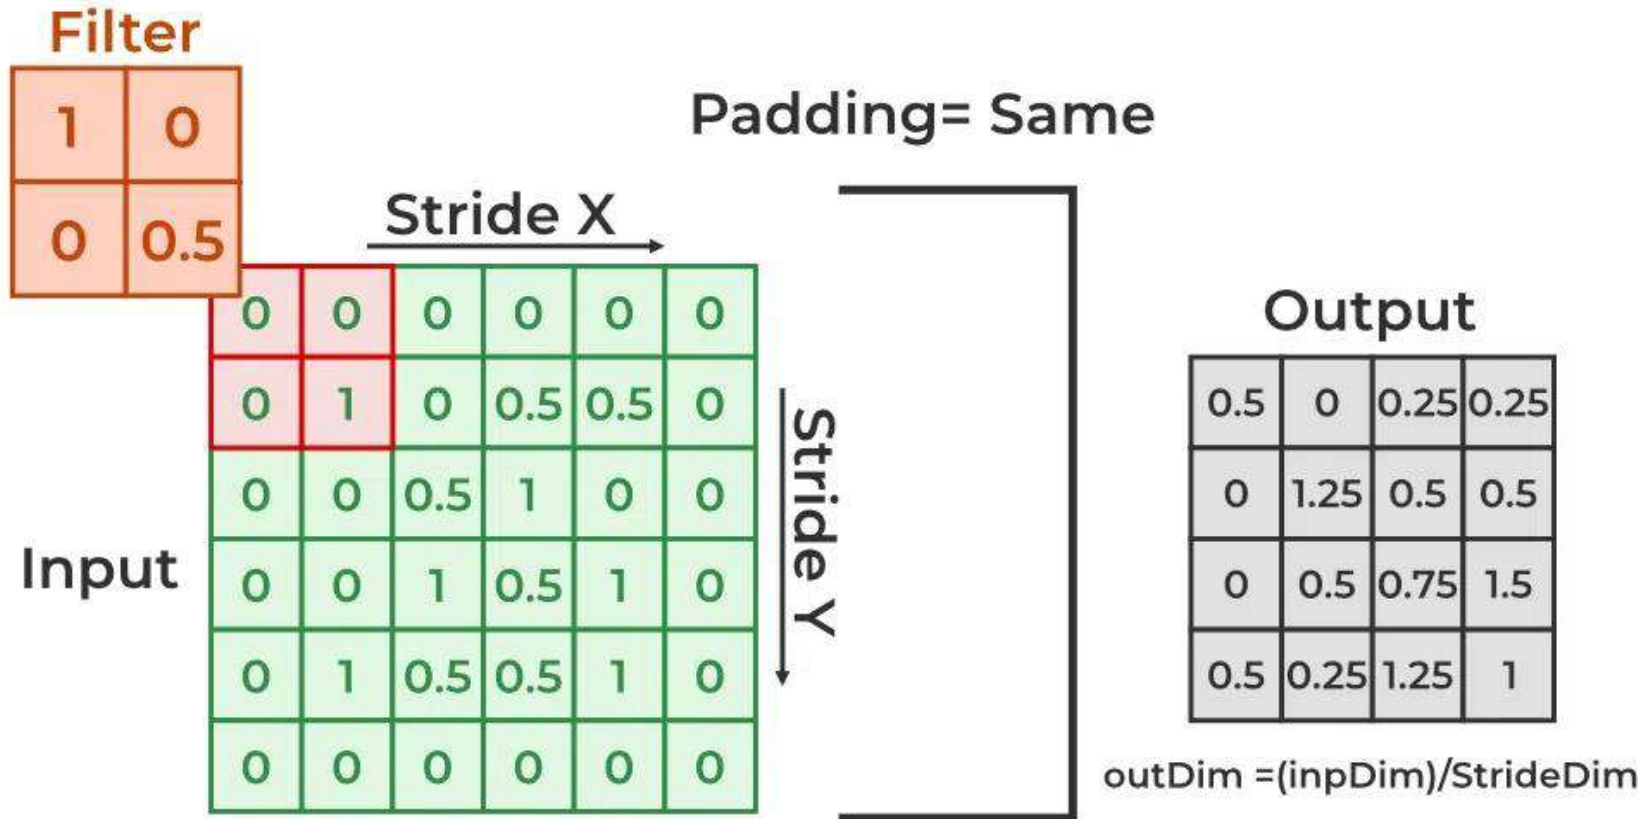 Filter
1 0
0 0.5
Padding= Same
Stride X
0 0 0 0 0 0
0 1 0 0.5 0.5 0
0 0 0.5 1 0 0
0 0 1 0.5 1 0
0 1 0.5 0.5 1 0
0 0 0 0 0 0
Input
Stride Y
Output
0.5 0 0.25 0.25
0 1.25 0.5 0.5
0 0.5 0.75 1.5
0.5 0.25 1.25 1
outDim =(inpDim)/StrideDim